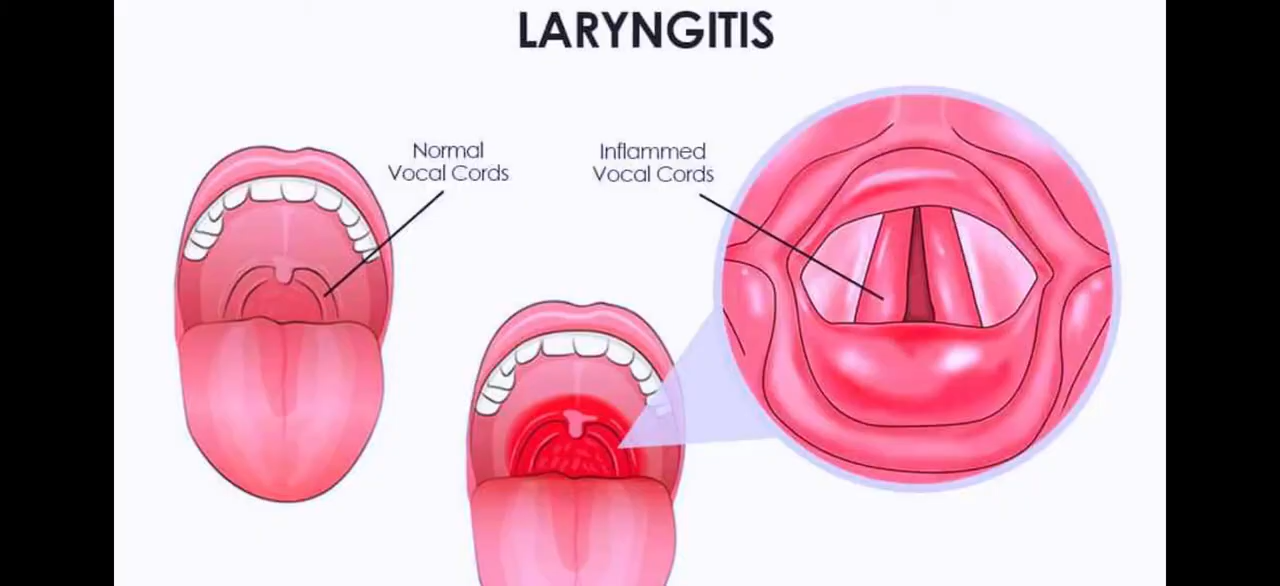 LARYNGITIS
Normal
Vocal Cords
Inflammed
Vocal Cords